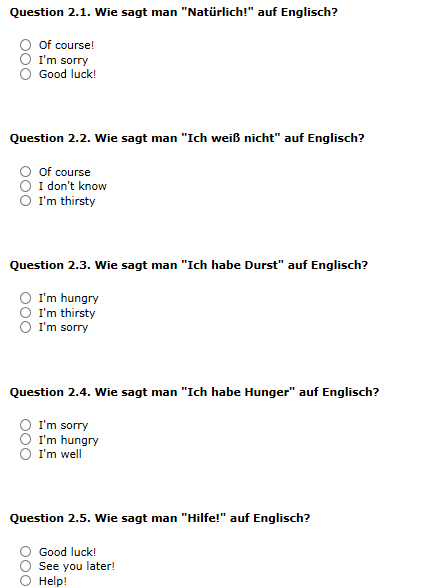 Question 2.1. Wie sagt man "Natürlich!" auf Englisch?
Of course!
I'm sorry
Good luck!
Question 2.2. Wie sagt man "Ich weiß nicht" auf Englisch?
Of course
I don't know
I'm thirsty
Question 2.3. Wie sagt man "Ich habe Durst" auf Englisch?
I'm hungry
I'm thirsty
I'm sorry
Question 2.4. Wie sagt man "Ich habe Hunger" auf Englisch?
I'm sorry
I'm hungry
I'm well
Question 2.5. Wie sagt man "Hilfe!" auf Englisch?
Good luck!
See you later!
Help!